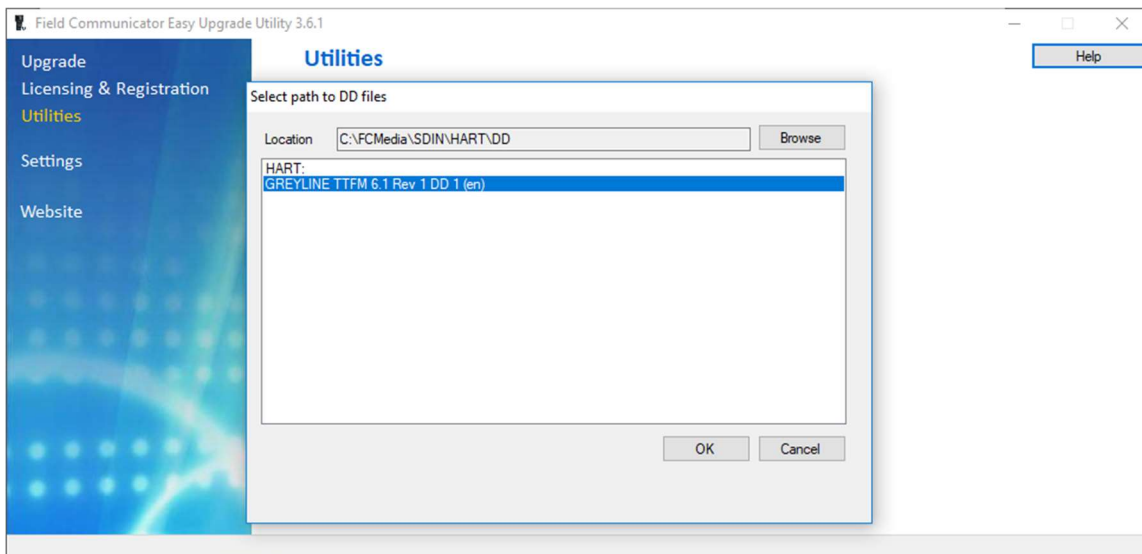 Field Communicator Easy Upgrade Utility 3.6.1
Upgrade
Licensing & Registration
Utilities
Settings
Website
Utilities
Help
Select path to DD files
Location C:\FCMedia\SDIN\HART\DD Browse
HART:
GREYLINE TTFM 6.1 Rev 1 DD 1 (en)
OK Cancel